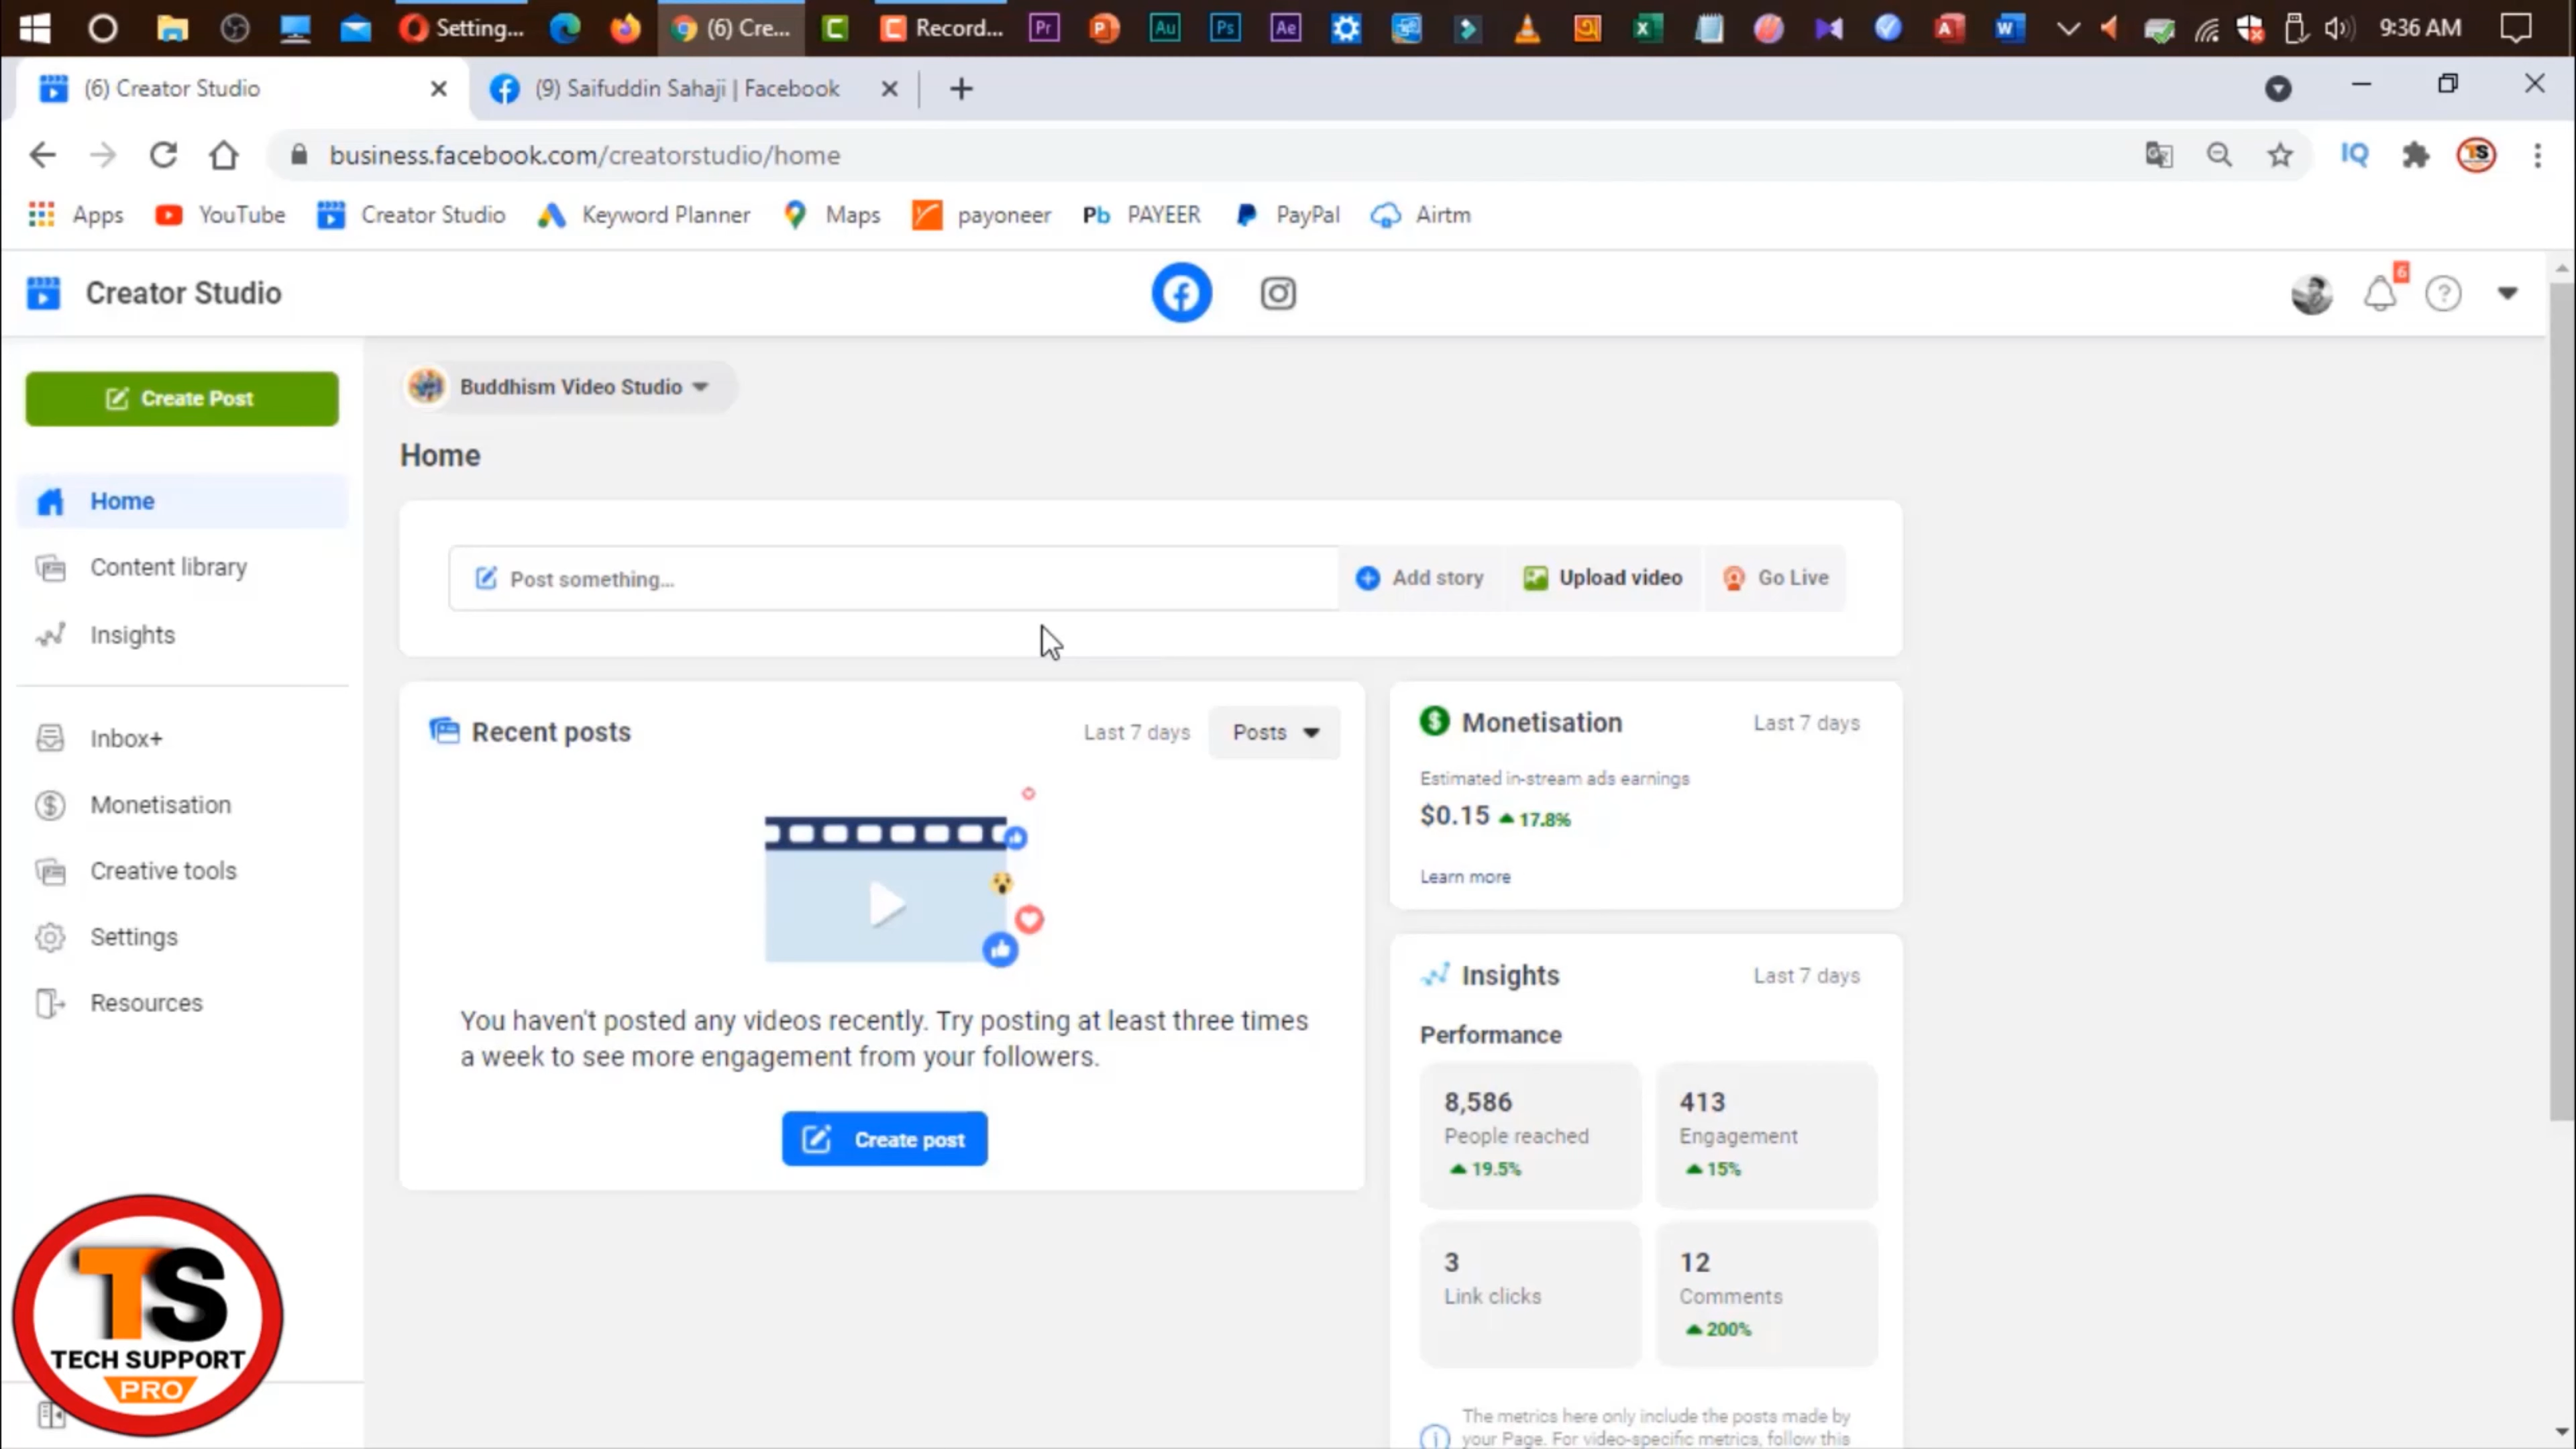 Setting...
(6) Cre...
Record...
9:36 AM
(6) Creator Studio
(9) Saifuddin Sahaji | Facebook
business.facebook.com/creatorstudio/home
IQ
Apps
YouTube
Creator Studio
Keyword Planner
Maps
payoneer
Pb PAYEER
PayPal
Airtm
Creator Studio
6
Create Post
Buddhism Video Studio
Home
Home
Content library
Insights
Post something...
Add story
Upload video
Go Live
Inbox+
Monetisation
Creative tools
Settings
Resources
Recent posts
Last 7 days
Posts
You haven't posted any videos recently. Try posting at least three times
a week to see more engagement from your followers.
Create post
Monetisation
Last 7 days
Estimated in-stream ads earnings
$0.15 17.8%
Learn more
Insights
Last 7 days
Performance
8,586
People reached
19.5%
413
Engagement
15%
3
Link clicks
12
Comments
200%
The metrics here only include the posts made by
your Page. For video-specific metrics, follow this
TS
TECH SUPPORT
PRO